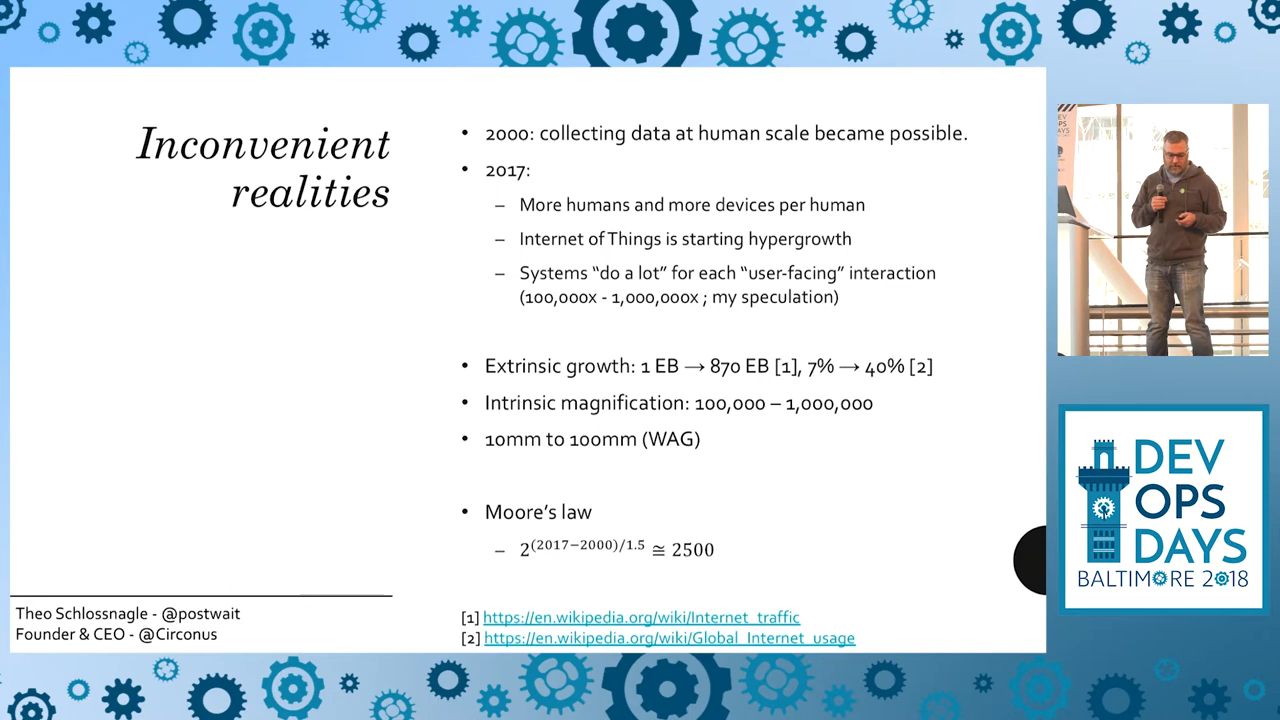 Inconvenient
realities
• 2000: collecting data at human scale became possible.
• 2017:
– More humans and more devices per human
– Internet of Things is starting hypergrowth
– Systems “do a lot” for each “user-facing” interaction
(100,000x - 1,000,000x ; my speculation)
• Extrinsic growth: 1 EB → 870 EB [1], 7% → 40% [2]
• Intrinsic magnification: 100,000 – 1,000,000
• 10mm to 100mm (WAG)
• Moore’s law
– 2^(2017−2000)/1.5 ≅ 2500
Theo Schlossnagle - @postwait
Founder & CEO - @Circonus
[1] https://en.wikipedia.org/wiki/Internet_traffic
[2] https://en.wikipedia.org/wiki/Global_Internet_usage
DEV
OPS
DAYS
DEV
OPS
DAYS
BALTIMORE 2018